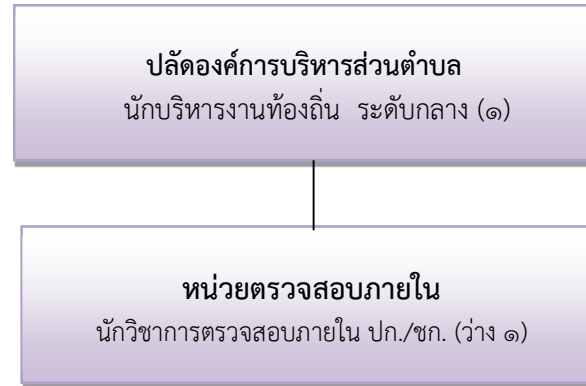 ปลัดองค์การบริหารส่วนตำบล
นักบริหารงานท้องถิ่น ระดับกลาง (๑)
หน่วยตรวจสอบภายใน
นักวิชาการตรวจสอบภายใน ปก./ชก. (ว่าง ๑)